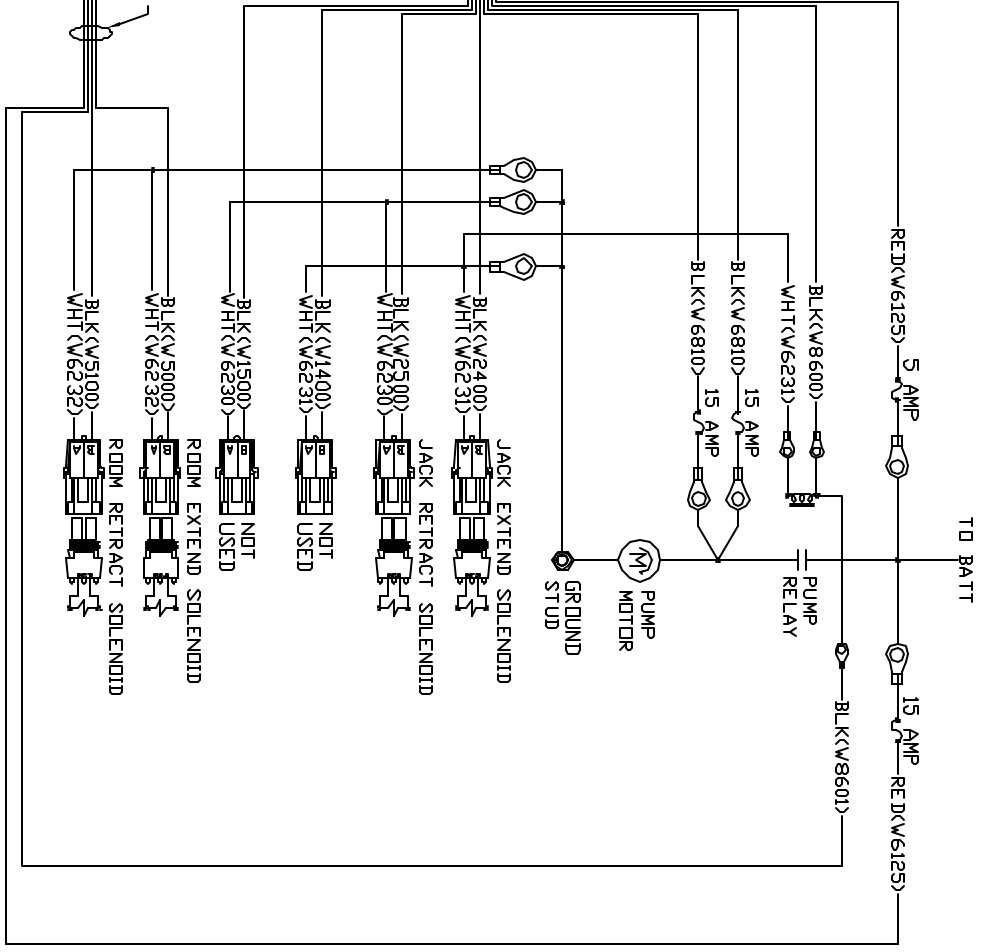 TO BATT
RED(W6125)
5 AMP
15 AMP
RED(W6125)
BLK(W8600)
WHT(W6231)
PUMP
RELAY
BLK(W8601)
BLK(W6810)
15 AMP
BLK(W6810)
15 AMP
PUMP
MOTOR
M
GROUND
STUD
BLK(W2400)
WHT(W6231)
B
A
JACK EXTEND SOLENOID
BLK(W2500)
WHT(W6230)
B
A
JACK RETRACT SOLENOID
BLK(W1400)
WHT(W6231)
B
A
NOT
USED
BLK(W1500)
WHT(W6230)
B
A
NOT
USED
BLK(W5000)
WHT(W6232)
B
A
ROOM EXTEND SOLENOID
BLK(W5100)
WHT(W6232)
B
A
ROOM RETRACT SOLENOID